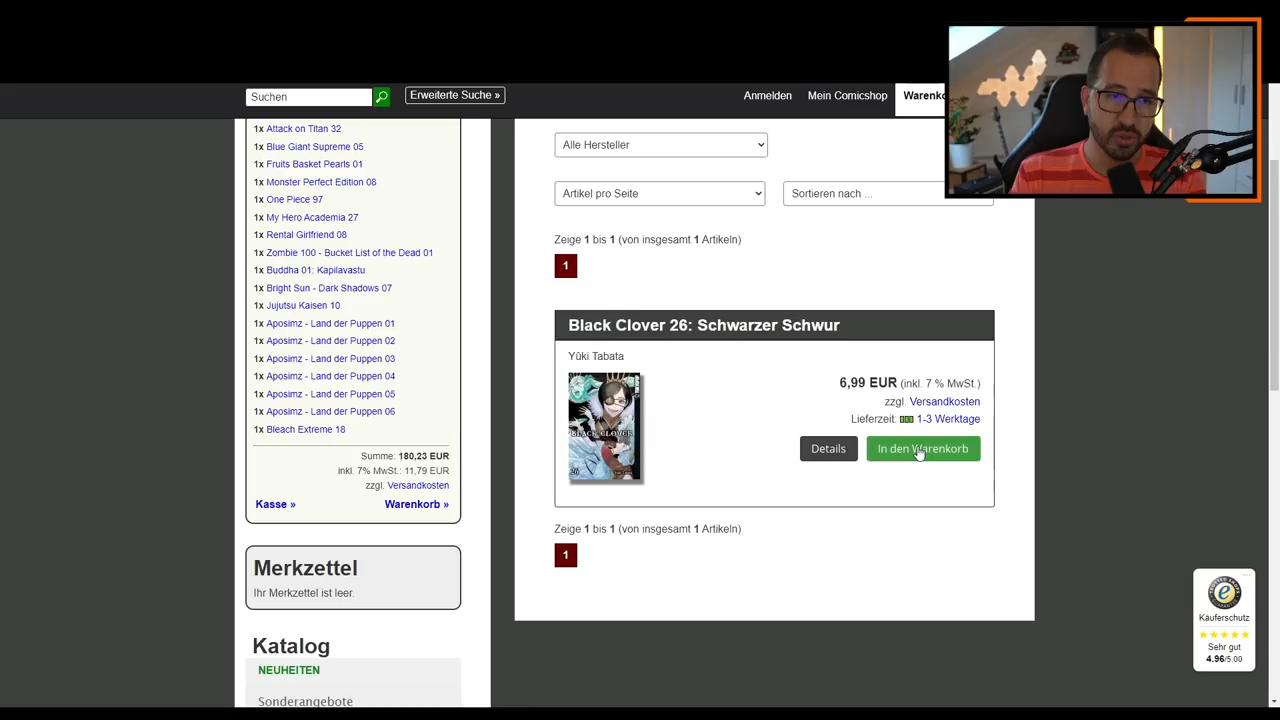 Suchen
Erweiterte Suche »
Anmelden
Mein Comicshop
1x Attack on Titan 32
1x Blue Giant Supreme 05
1x Fruits Basket Pearls 01
1x Monster Perfect Edition 08
1x One Piece 97
1x My Hero Academia 27
1x Rental Girlfriend 08
1x Zombie 100 - Bucket List of the Dead 01
1x Buddha 01: Kapilavastu
1x Bright Sun - Dark Shadows 07
1x Jujutsu Kaisen 10
1x Aposimz - Land der Puppen 01
1x Aposimz - Land der Puppen 02
1x Aposimz - Land der Puppen 03
1x Aposimz - Land der Puppen 04
1x Aposimz - Land der Puppen 05
1x Aposimz - Land der Puppen 06
1x Bleach Extreme 18
Summe: 180,23 EUR
inkl. 7% MwSt.: 11,79 EUR
zzgl. Versandkosten
Kasse »
Warenkorb »
Merkzettel
Ihr Merkzettel ist leer.
Katalog
NEUHEITEN
Sonderangebote
Alle Hersteller
Artikel pro Seite
Sortieren nach ...
Zeige 1 bis 1 (von insgesamt 1 Artikeln)
1
Black Clover 26: Schwarzer Schwur
Yûki Tabata
BLACK CLOVER
26
6,99 EUR (inkl. 7 % MwSt.)
zzgl. Versandkosten
Lieferzeit: 1-3 Werktage
Details
In den Warenkorb
Zeige 1 bis 1 (von insgesamt 1 Artikeln)
1
Käuferschutz
Sehr gut
4.96/5.00